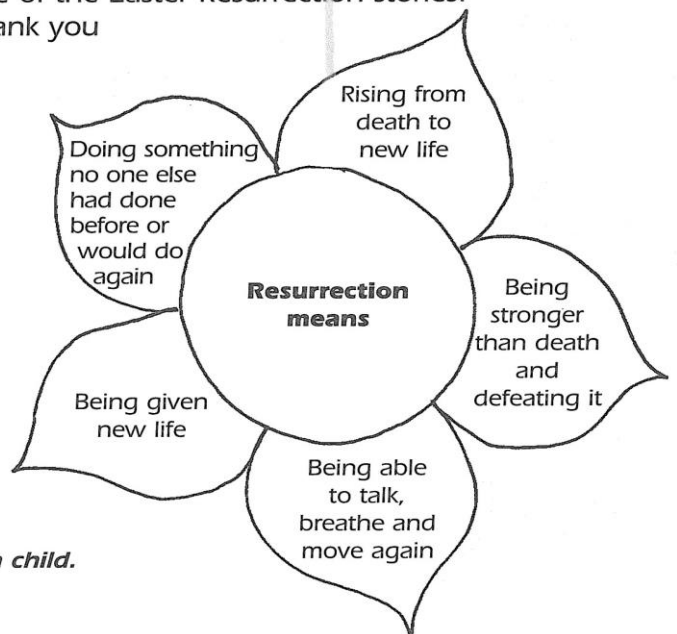 of the Easter Resurrection stories.
ank you
Rising from
death to
new life
Doing something
no one else
had done
before or
would do
again
Resurrection
means
Being
stronger
than death
and
defeating it
Being given
new life
Being able
to talk,
breathe and
move again
child.